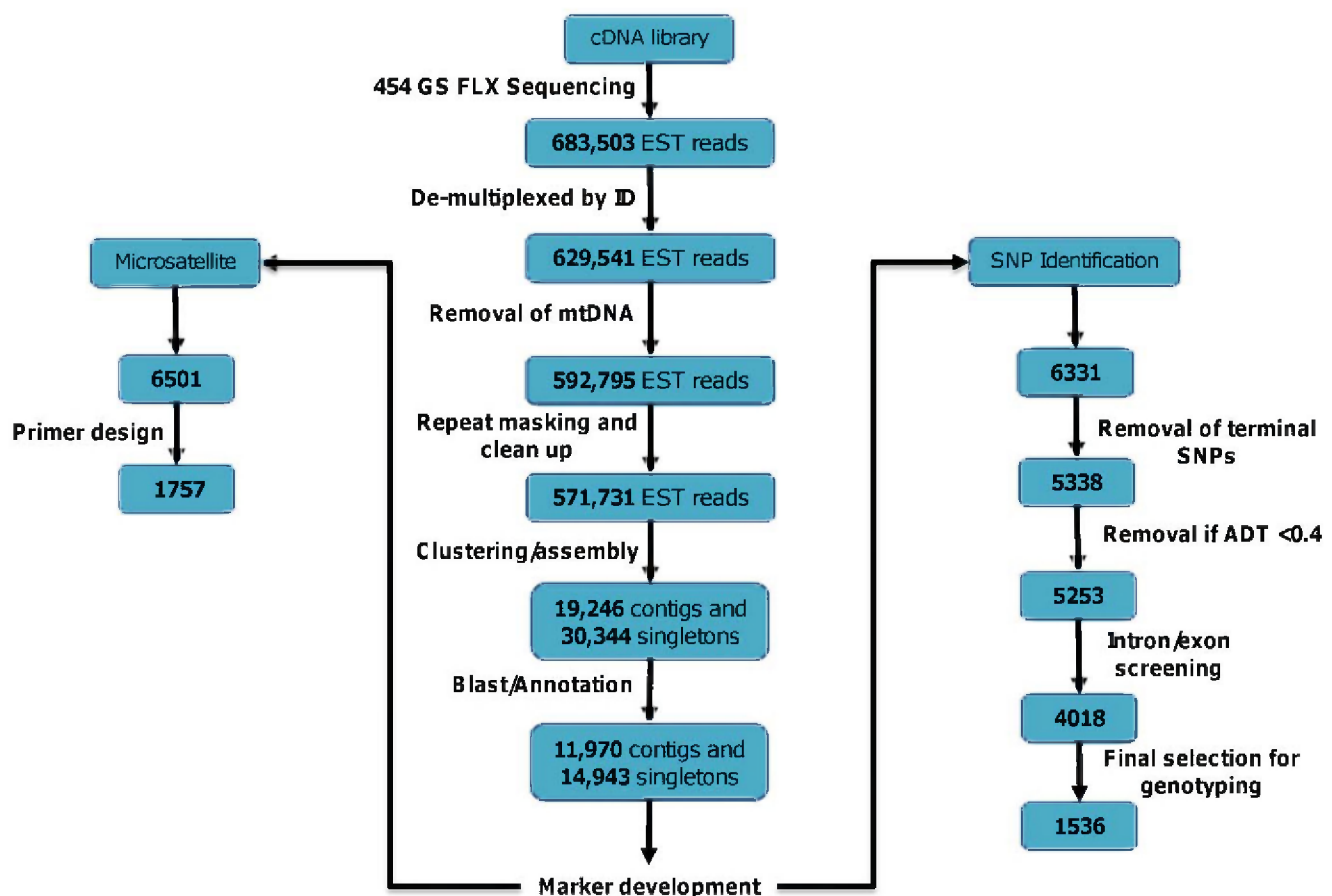 cDNA library
454 GS FLX Sequencing
683,503 EST reads
De-multiplexed by ID
629,541 EST reads
Removal of mtDNA
592,795 EST reads
Repeat masking and
clean up
571,731 EST reads
Clustering/assembly
19,246 contigs and
30,344 singletons
Blast/Annotation
11,970 contigs and
14,943 singletons
Marker development
Microsatellite
6501
Primer design
1757
SNP Identification
6331
Removal of terminal
SNPs
5338
Removal if ADT <0.4
5253
Intron/exon
screening
4018
Final selection for
genotyping
1536